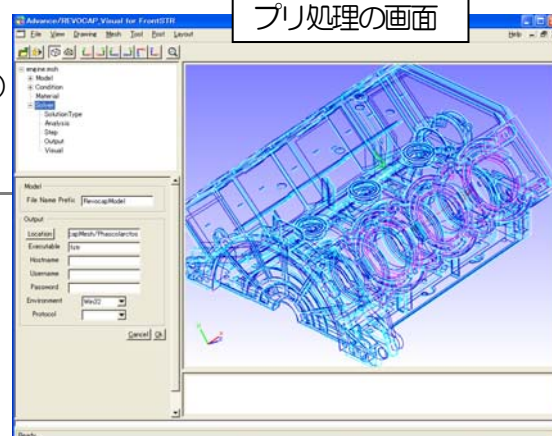 プリ処理の画面
Advance/REVOCAP_Visual for FrontSTR
File View Drawing Mesh Tool Post Layout
Help
engine.msh
Model
Condition
Material
Solver
SolutionType
Analysis
Step
Output
Visual
Model
File Name Prefix RevocapModel
Output
Location capMesh/Phascolarctos
Executable fstr
Hostname
Username
Password
Environment Win32
Protocol
Cancel Ok
Ready